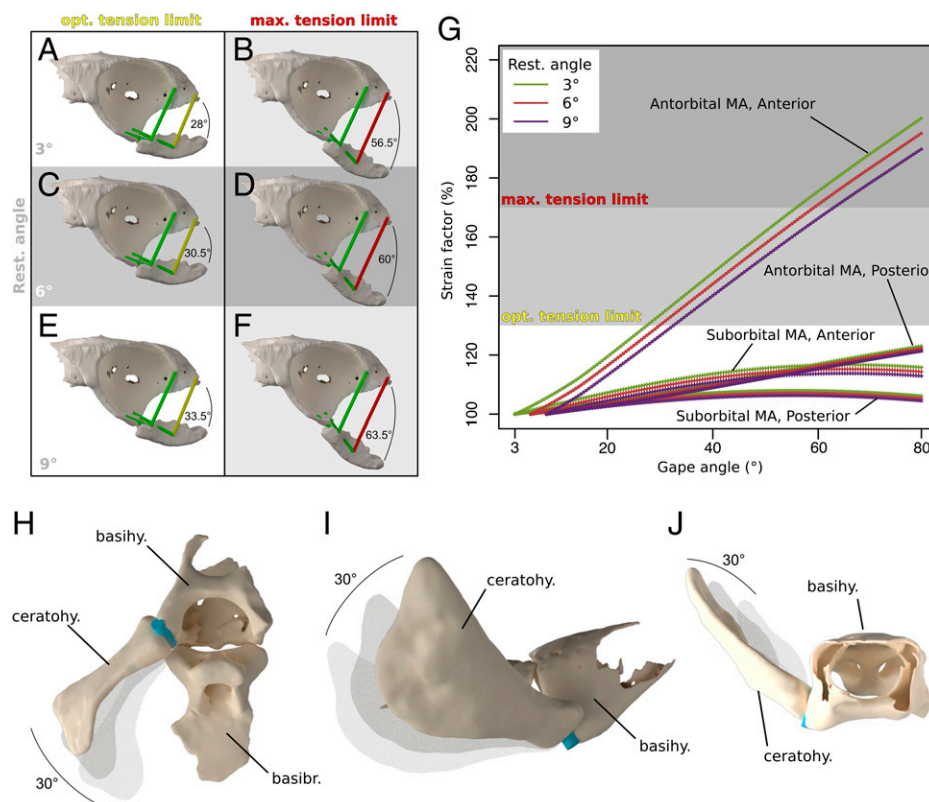 opt. tension limit
max. tension limit
A
B
28°
56.5°
3°
C
D
30.5°
60°
6°
Rest. angle
E
F
33.5°
63.5°
9°
G
Rest. angle
3°
6°
9°
Antorbital MA, Anterior
max. tension limit
Antorbital MA, Posterior
opt. tension limit
Suborbital MA, Anterior
Suborbital MA, Posterior
Strain factor (%)
220
200
180
160
140
120
100
3
20
40
60
80
Gape angle (°)
H
basihy.
ceratohy.
30°
basibr.
I
30°
ceratohy.
basihy.
J
30°
basihy.
ceratohy.